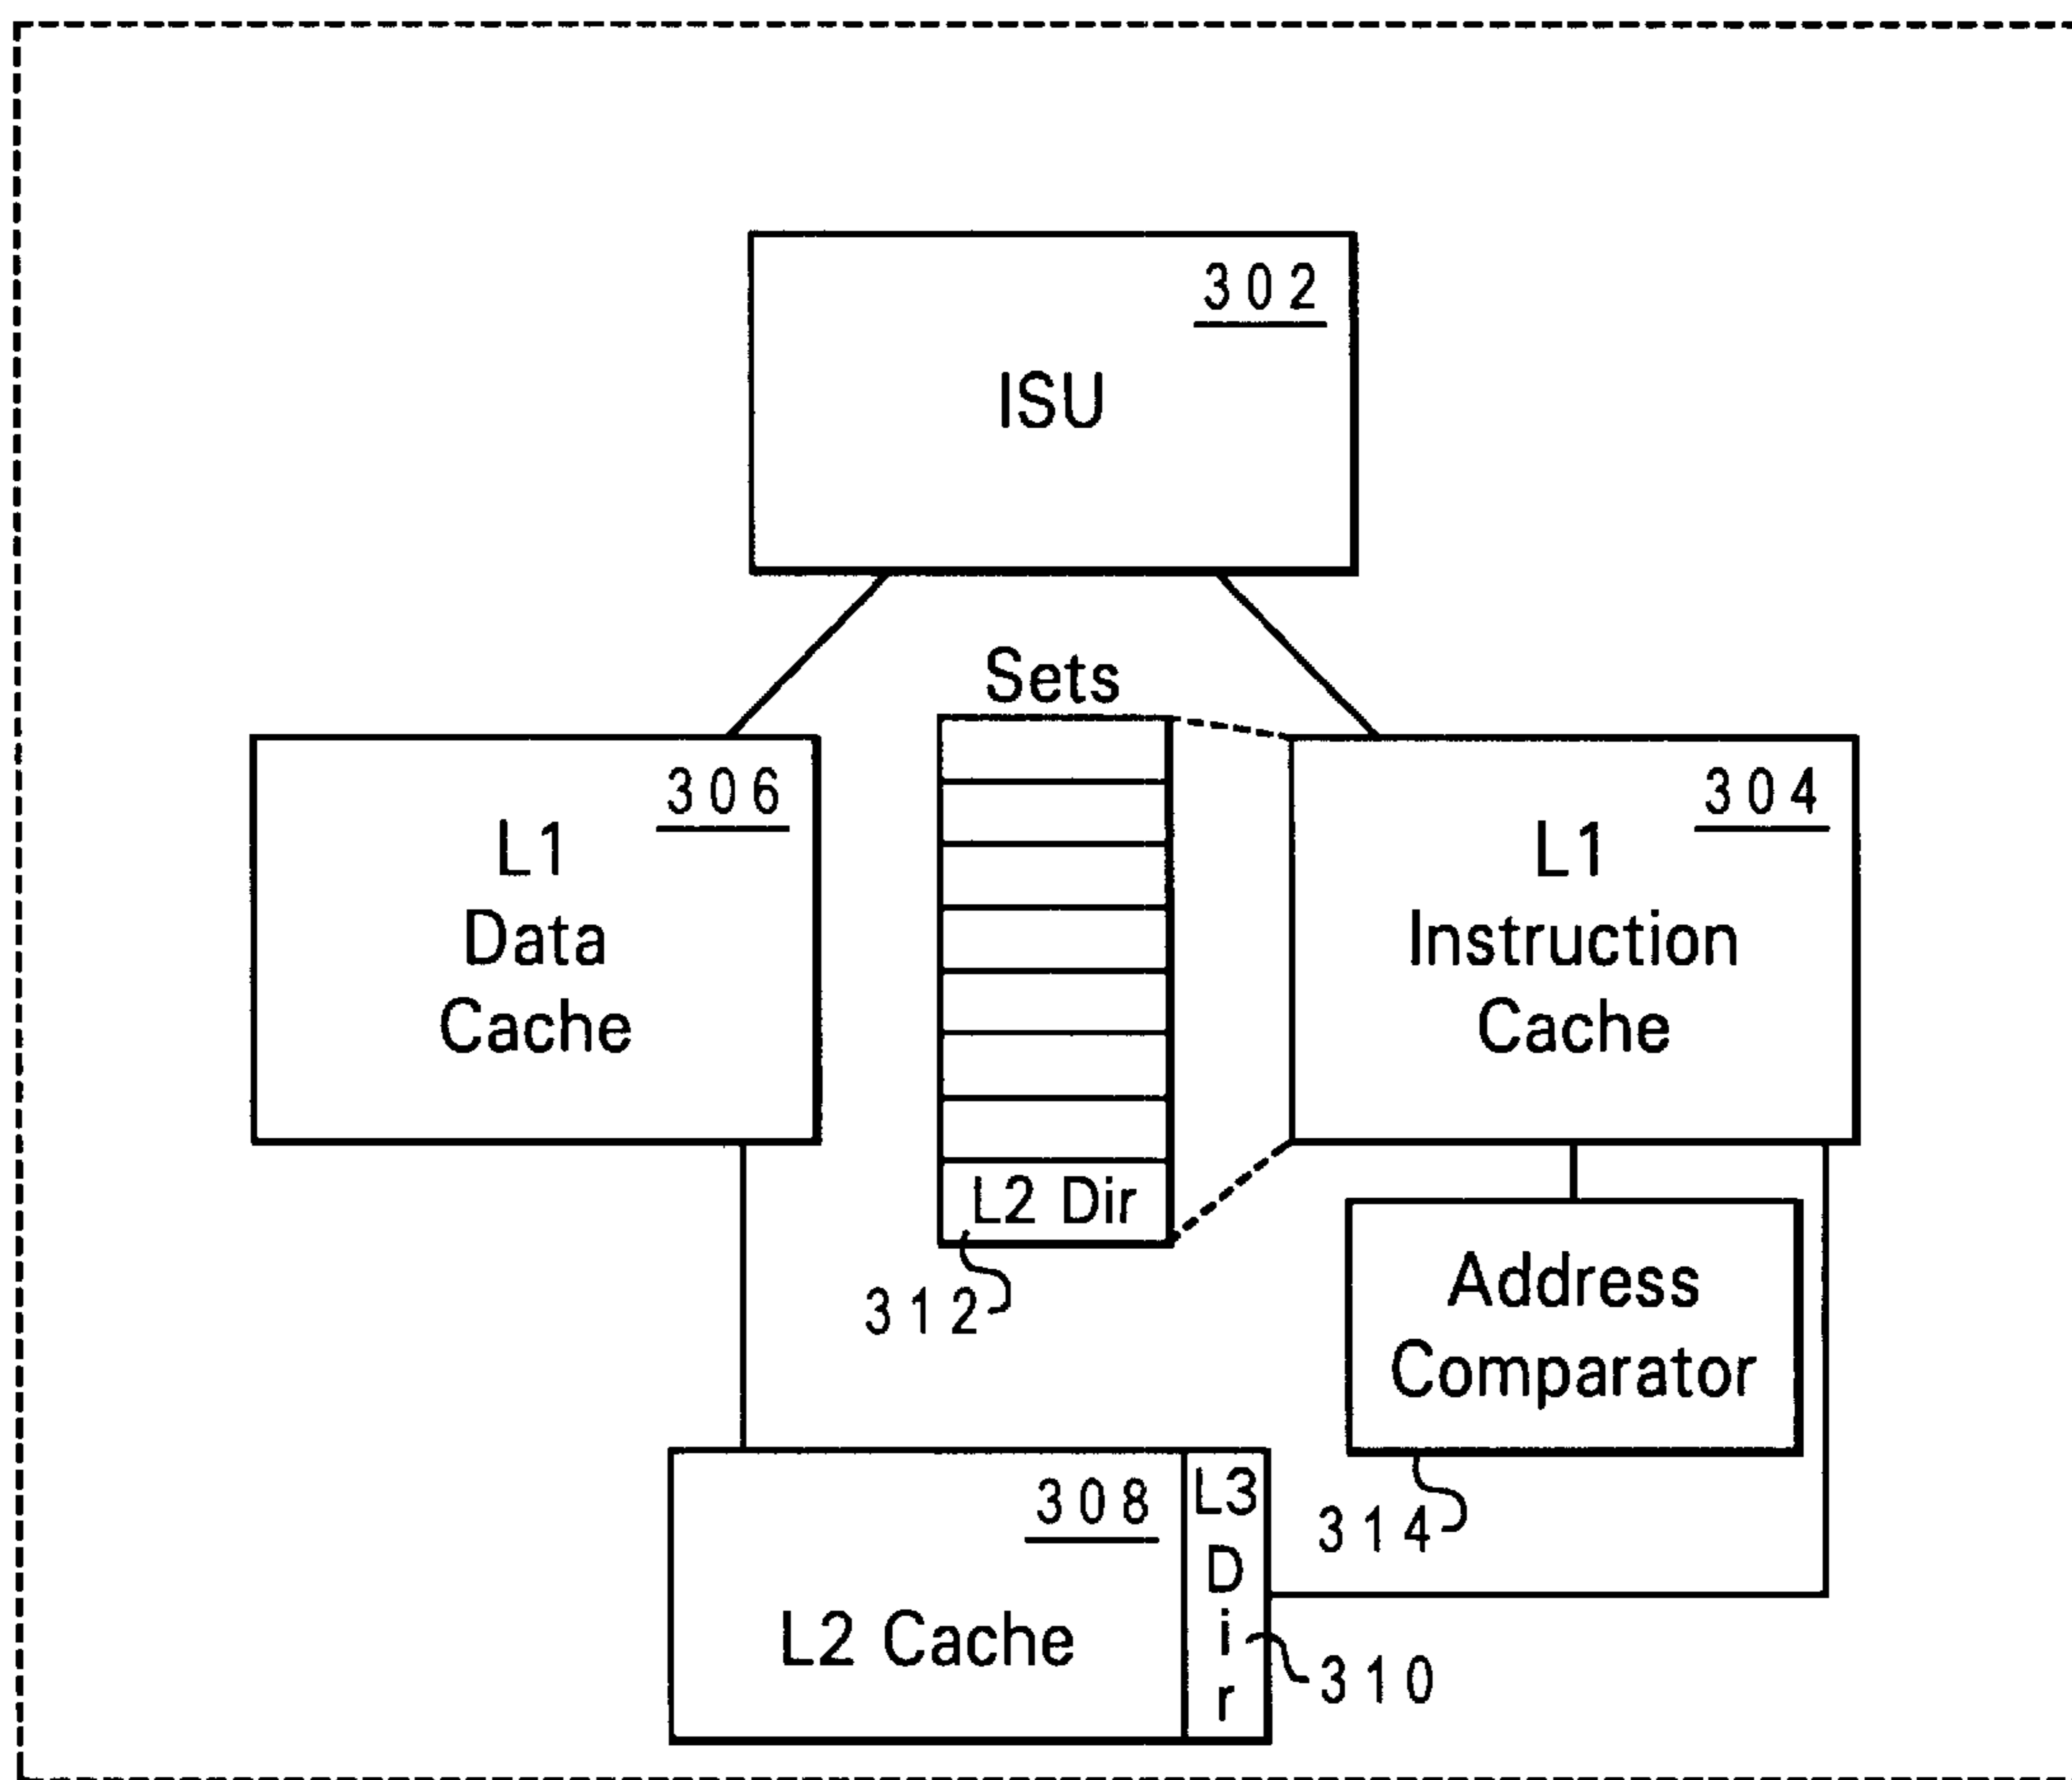 302
ISU
Sets
306
L1
Data
Cache
304
L1
Instruction
Cache
L2 Dir
312
Address
Comparator
314
308
L2 Cache
L3
D
i
r
310